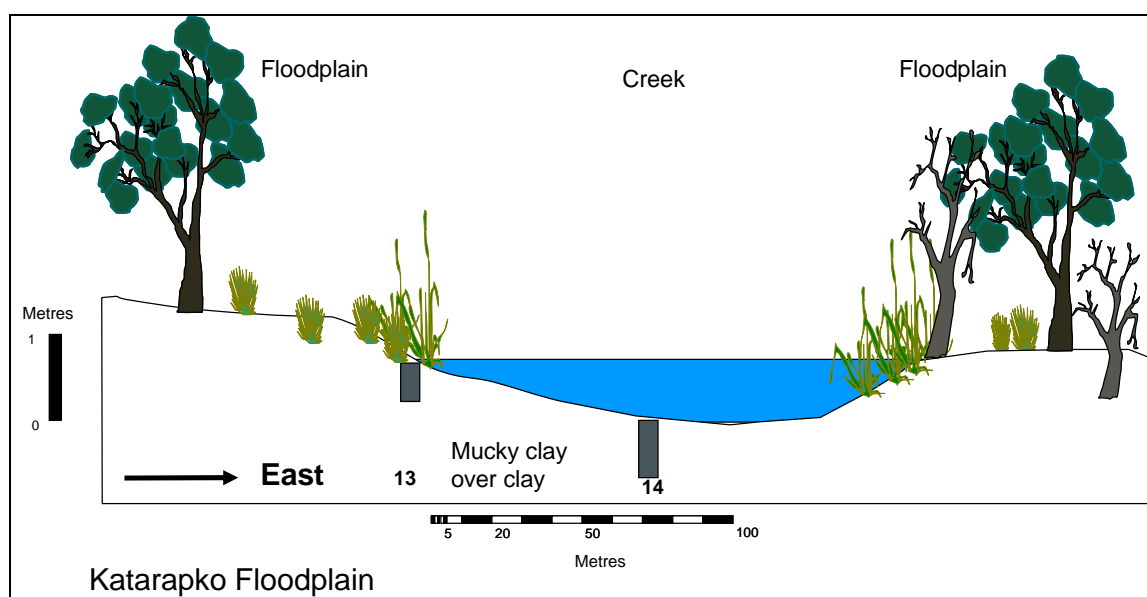 Floodplain
Creek
Floodplain
Metres
1
0
East
13
Mucky clay
over clay
14
5 20 50 100
Metres
Katarapko Floodplain